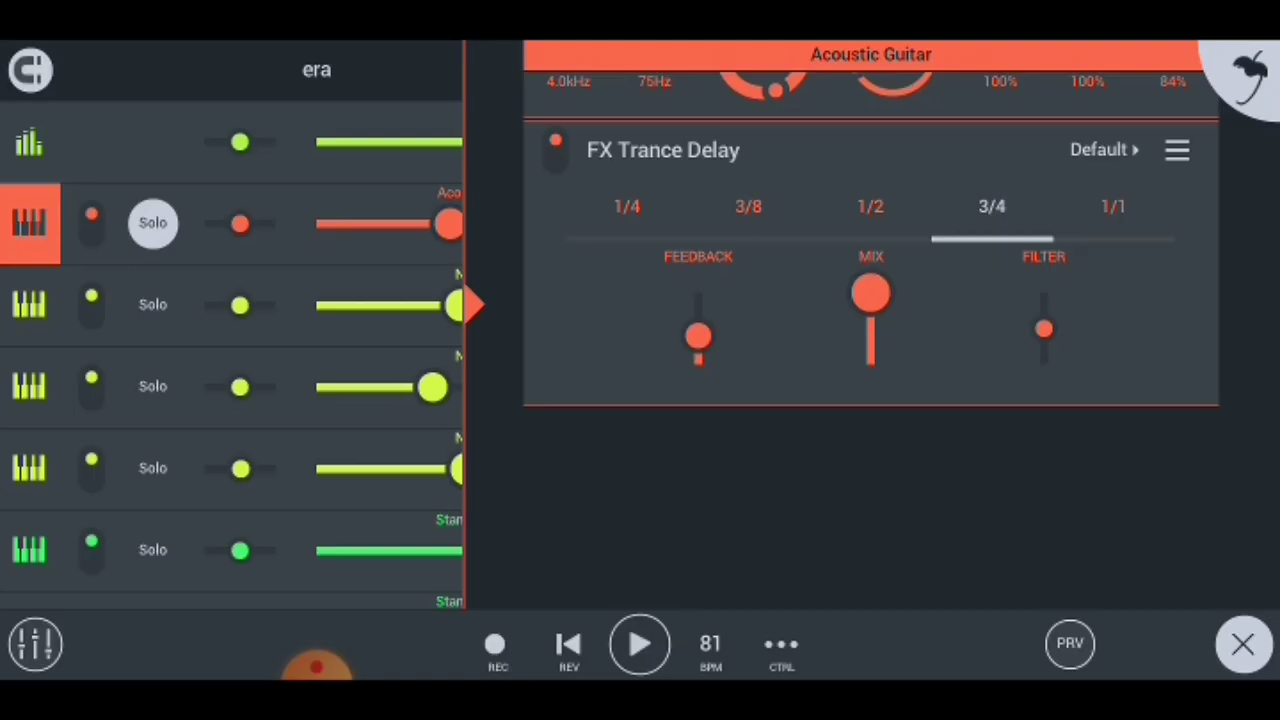 era
Acoustic Guitar
4.0kHz 75Hz 100% 100% 84%
FX Trance Delay Default
1/4 3/8 1/2 3/4 1/1
FEEDBACK MIX FILTER
Aco
Solo
N
Solo
N
Solo
N
Solo
Stan
Solo
Stan
81
PRV
REC REV BPM CTRL